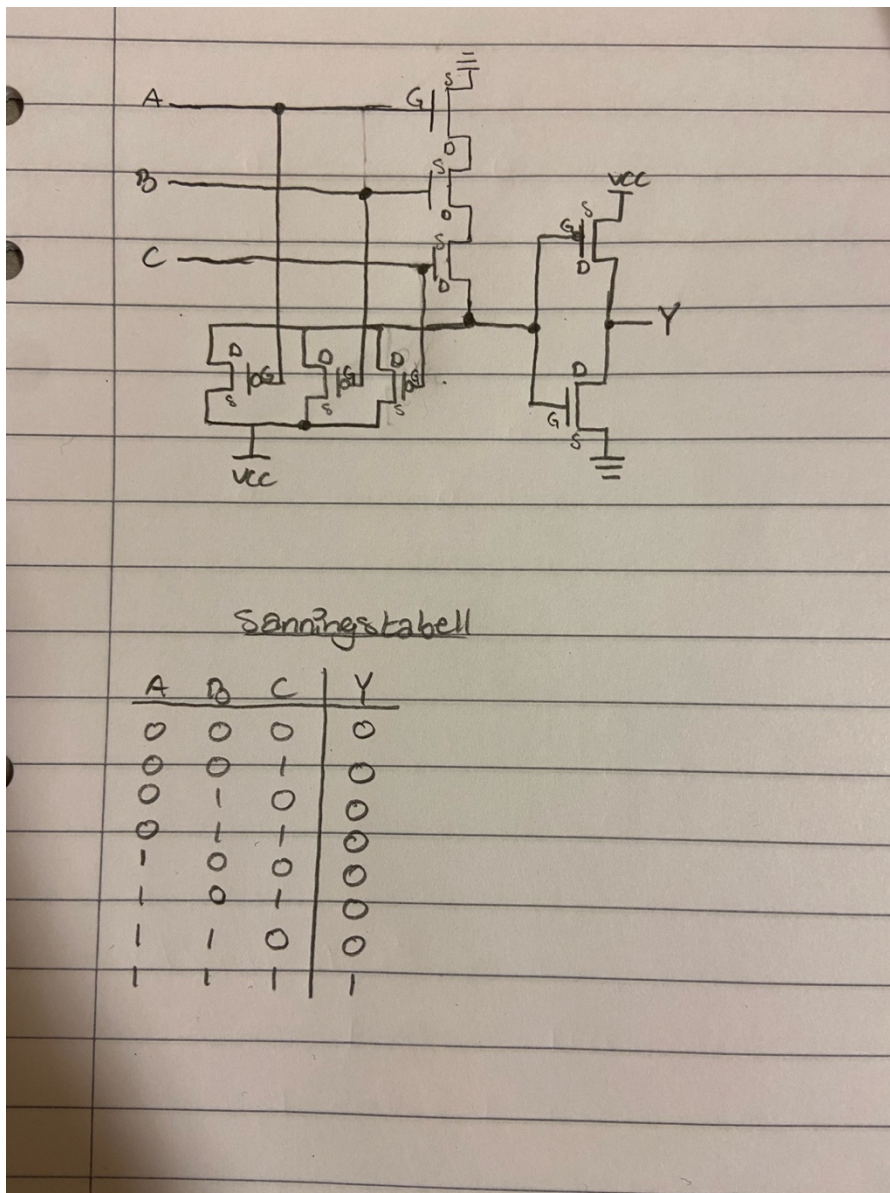 S
A G
D
S
B
D
VCC
S
C
S
G
D
D
Y
D G D G D G
D
S S S
G
S
VCC
Sanningstabell
A B C Y
0 0 0 0
0 0 1 0
0 1 0 0
0 1 1 0
1 0 0 0
1 0 1 0
1 1 0 0
1 1 1 1